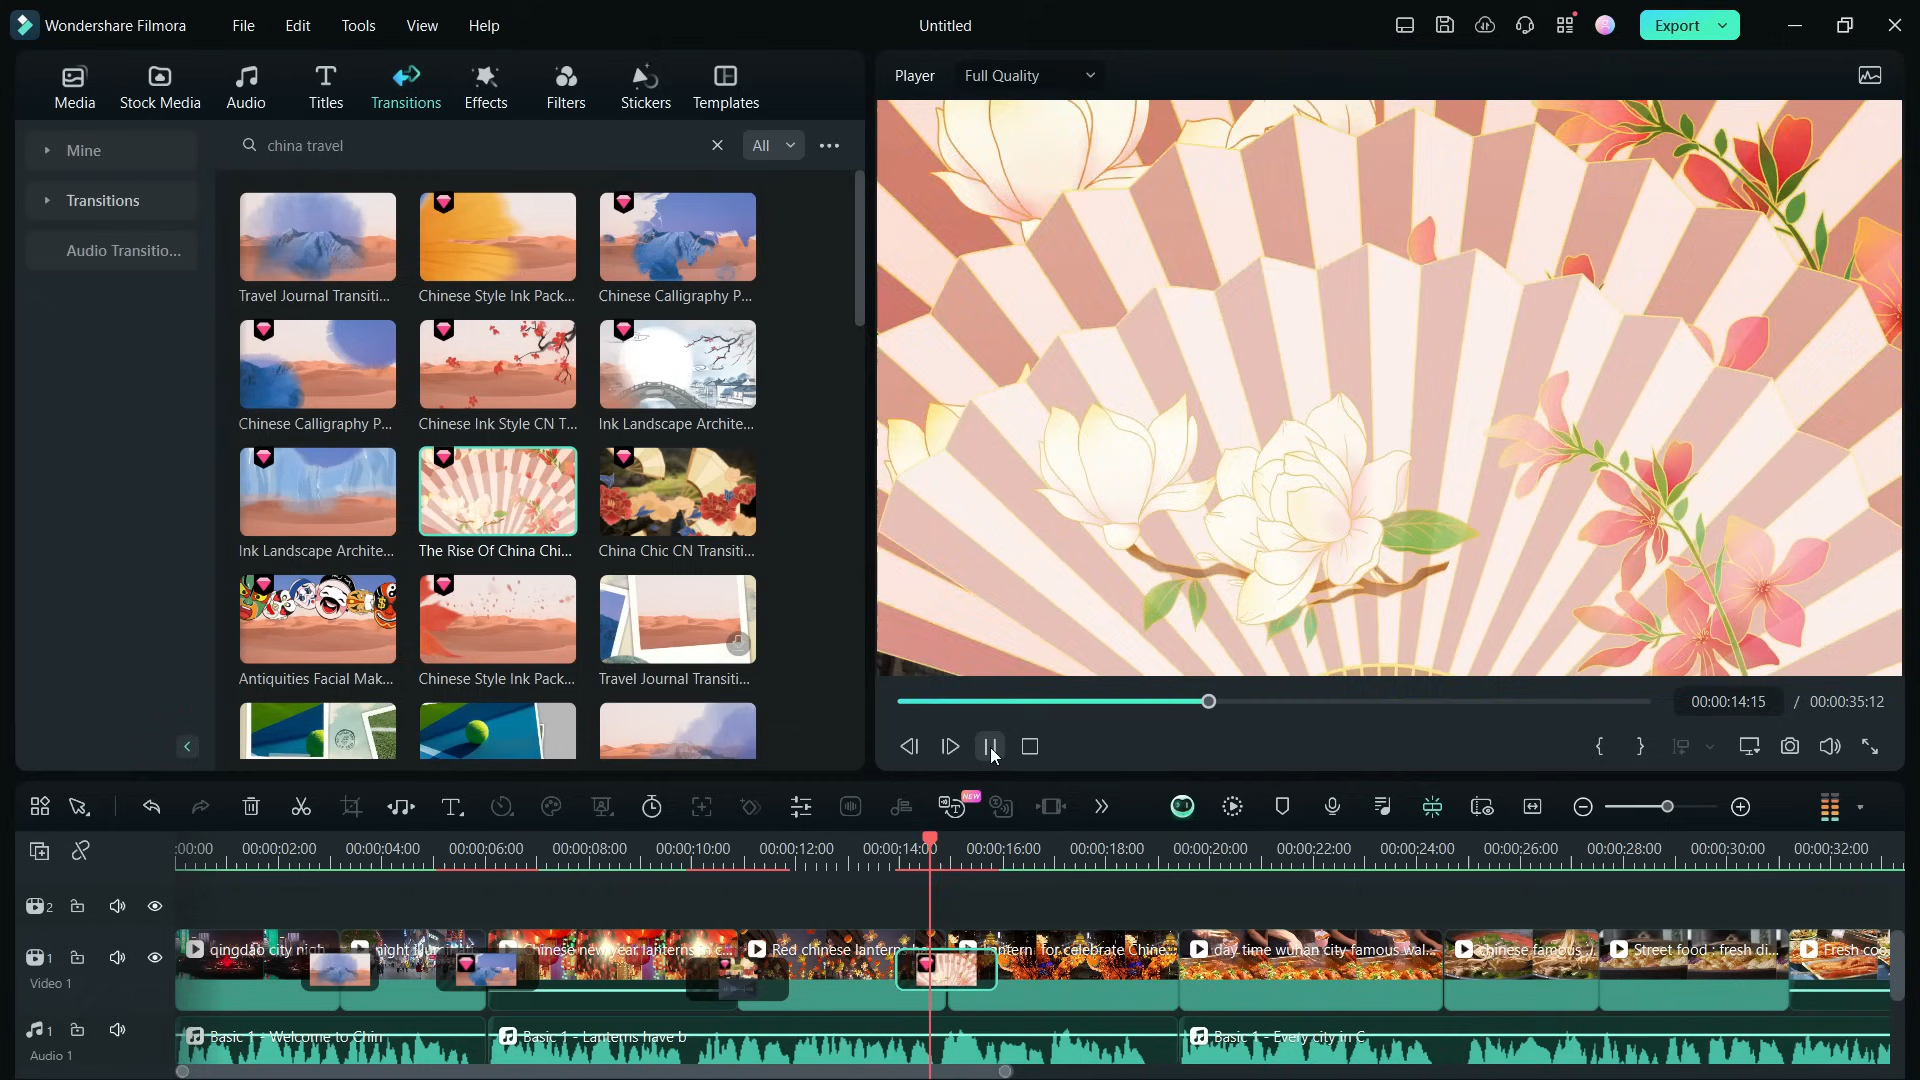 Wondershare Filmora
File
Edit
Tools
View
Help
Untitled
Export
Media
Stock Media
Audio
Titles
Transitions
Effects
Filters
Stickers
Templates
Player
Full Quality
Mine
Transitions
Audio Transitio...
china travel
All
Travel Journal Transiti...
Chinese Style Ink Pack...
Chinese Calligraphy P...
Chinese Calligraphy P...
Chinese Ink Style CN T...
Ink Landscape Archite...
Ink Landscape Archite...
The Rise Of China Chi...
China Chic CN Transiti...
Antiquities Facial Mak...
Chinese Style Ink Pack...
Travel Journal Transiti...
00:00:14:15 / 00:00:35:12
NEW
:00:00
00:00:02:00
00:00:04:00
00:00:06:00
00:00:08:00
00:00:10:00
00:00:12:00
00:00:14:00
00:00:16:00
00:00:18:00
00:00:20:00
00:00:22:00
00:00:24:00
00:00:26:00
00:00:28:00
00:00:30:00
00:00:32:00
2
1
Video 1
qingdao city nigh
Chinese new year lanterns in c...
Red chinese lantern
for celebrate Chine...
day time wuhan city famous wal...
chinese famous
Street food : fresh di...
Fresh coo
1
Audio 1
Basic 1 - Welcome to Chin
Basic 1 - Lanterns have b
Basic 1 - Every city in C